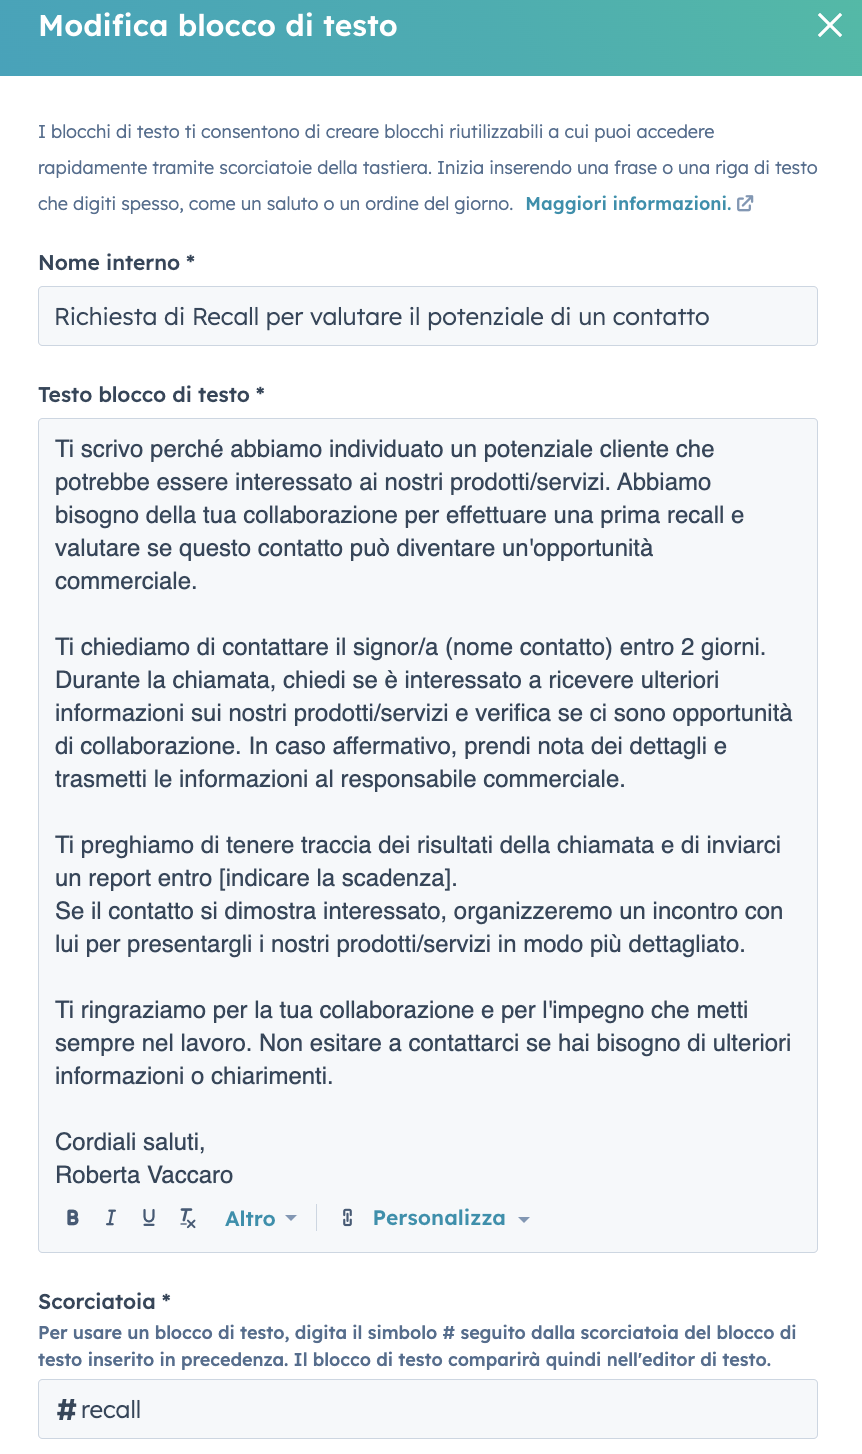 Modifica blocco di testo
I blocchi di testo ti consentono di creare blocchi riutilizzabili a cui puoi accedere
rapidamente tramite scorciatoie della tastiera. Inizia inserendo una frase o una riga di testo
che digiti spesso, come un saluto o un ordine del giorno. Maggiori informazioni.
Nome interno *
Richiesta di Recall per valutare il potenziale di un contatto
Testo blocco di testo *
Ti scrivo perché abbiamo individuato un potenziale cliente che
potrebbe essere interessato ai nostri prodotti/servizi. Abbiamo
bisogno della tua collaborazione per effettuare una prima recall e
valutare se questo contatto può diventare un'opportunità
commerciale.
Ti chiediamo di contattare il signor/a (nome contatto) entro 2 giorni.
Durante la chiamata, chiedi se è interessato a ricevere ulteriori
informazioni sui nostri prodotti/servizi e verifica se ci sono opportunità
di collaborazione. In caso affermativo, prendi nota dei dettagli e
trasmetti le informazioni al responsabile commerciale.
Ti preghiamo di tenere traccia dei risultati della chiamata e di inviarci
un report entro [indicare la scadenza].
Se il contatto si dimostra interessato, organizzeremo un incontro con
lui per presentargli i nostri prodotti/servizi in modo più dettagliato.
Ti ringraziamo per la tua collaborazione e per l'impegno che metti
sempre nel lavoro. Non esitare a contattarci se hai bisogno di ulteriori
informazioni o chiarimenti.
Cordiali saluti,
Roberta Vaccaro
B I U Tx Altro Personalizza
Scorciatoia *
Per usare un blocco di testo, digita il simbolo # seguito dalla scorciatoia del blocco di
testo inserito in precedenza. Il blocco di testo comparirà quindi nell'editor di testo.
# recall